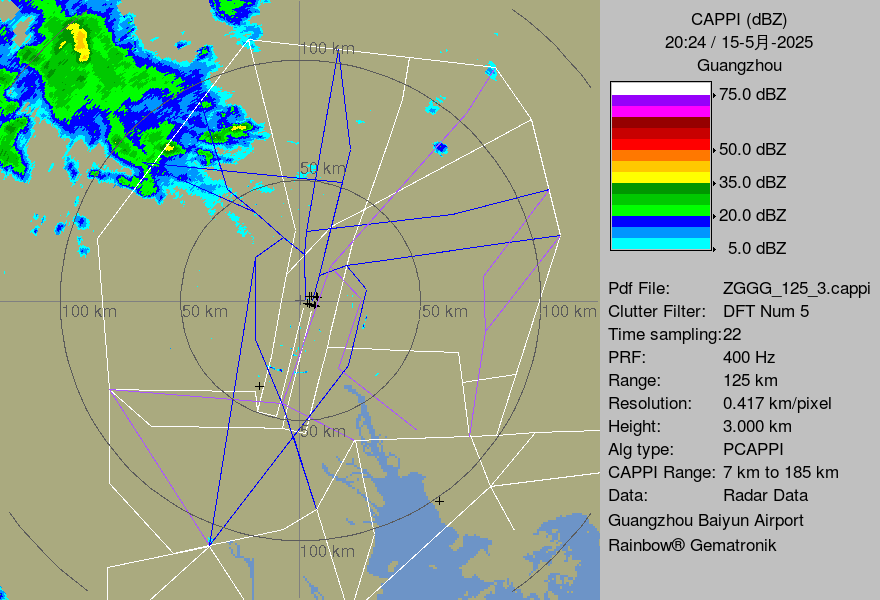 100 km
50 km
100 km
50 km
50 km
100 km
50 km
100 km
CAPPI (dBZ)
20:24 / 15-5月-2025
Guangzhou
75.0 dBZ
50.0 dBZ
35.0 dBZ
20.0 dBZ
5.0 dBZ
Pdf File: ZGGG_125_3.cappi
Clutter Filter: DFT Num 5
Time sampling:22
PRF: 400 Hz
Range: 125 km
Resolution: 0.417 km/pixel
Height: 3.000 km
Alg type: PCAPPI
CAPPI Range: 7 km to 185 km
Data: Radar Data
Guangzhou Baiyun Airport
Rainbow® Gematronik